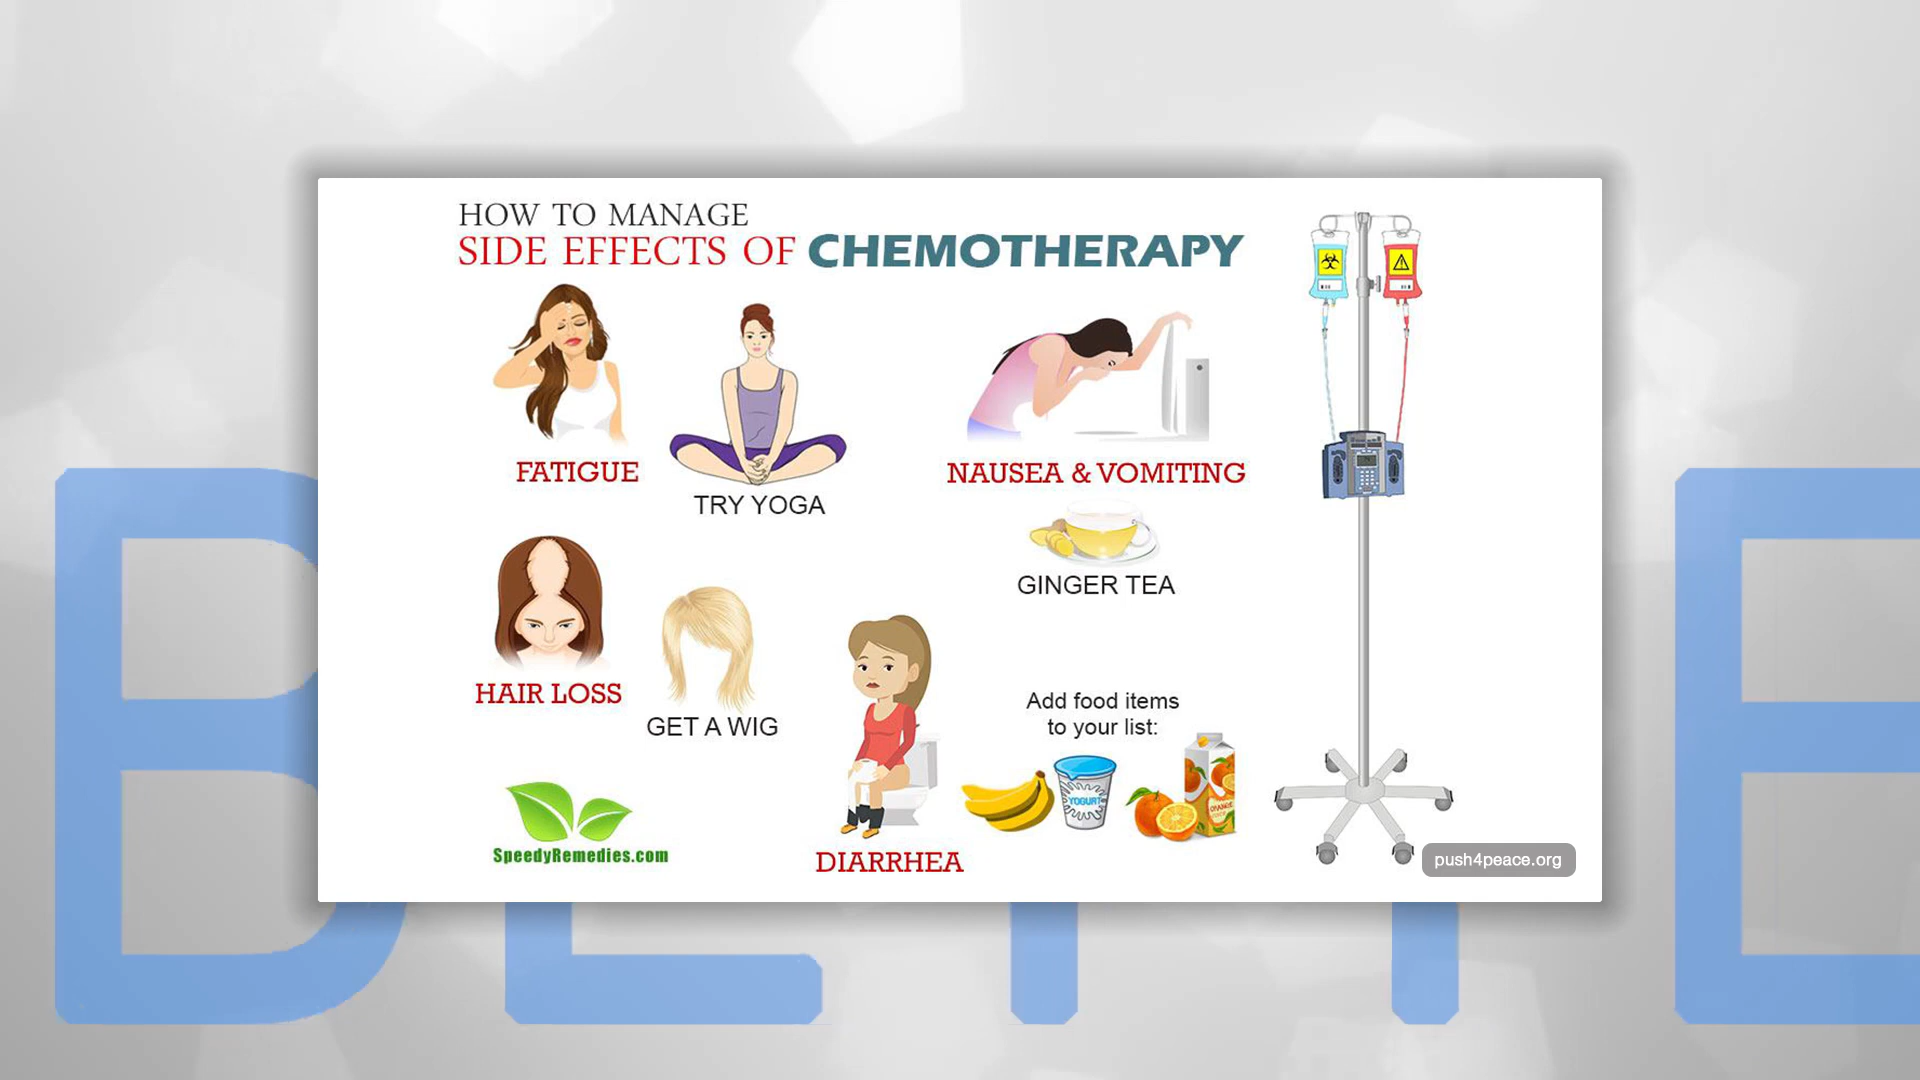 HOW TO MANAGE
SIDE EFFECTS OF CHEMOTHERAPY
FATIGUE
TRY YOGA
NAUSEA & VOMITING
GINGER TEA
HAIR LOSS
GET A WIG
Add food items
to your list:
YOGURT
ORANGE
DIARRHEA
SpeedyRemedies.com
push4peace.org